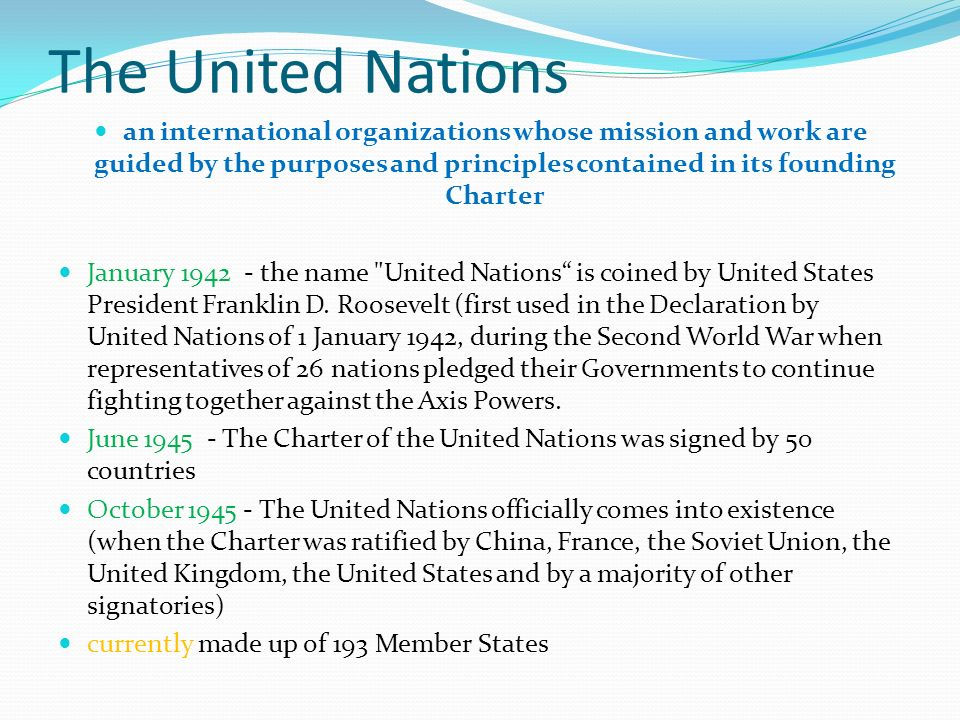 The United Nations
• an international organizations whose mission and work are
guided by the purposes and principles contained in its founding
Charter
• January 1942 - the name "United Nations“ is coined by United States
President Franklin D. Roosevelt (first used in the Declaration by
United Nations of 1 January 1942, during the Second World War when
representatives of 26 nations pledged their Governments to continue
fighting together against the Axis Powers.
• June 1945 - The Charter of the United Nations was signed by 50
countries
• October 1945 - The United Nations officially comes into existence
(when the Charter was ratified by China, France, the Soviet Union, the
United Kingdom, the United States and by a majority of other
signatories)
• currently made up of 193 Member States